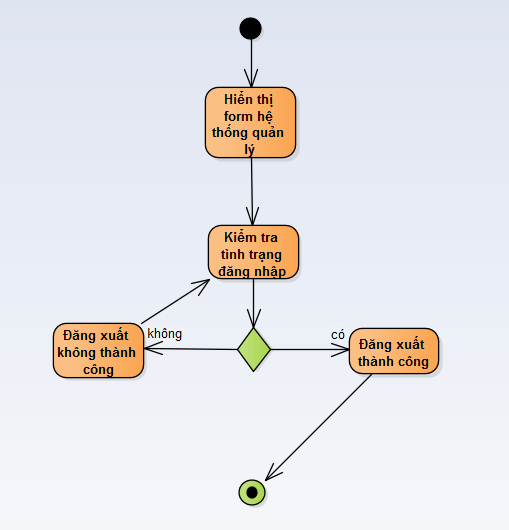 Hiển thị
form hệ
thống quản
lý
Kiểm tra
tình trạng
đăng nhập
không
có
Đăng xuất
không thành
công
Đăng xuất
thành công